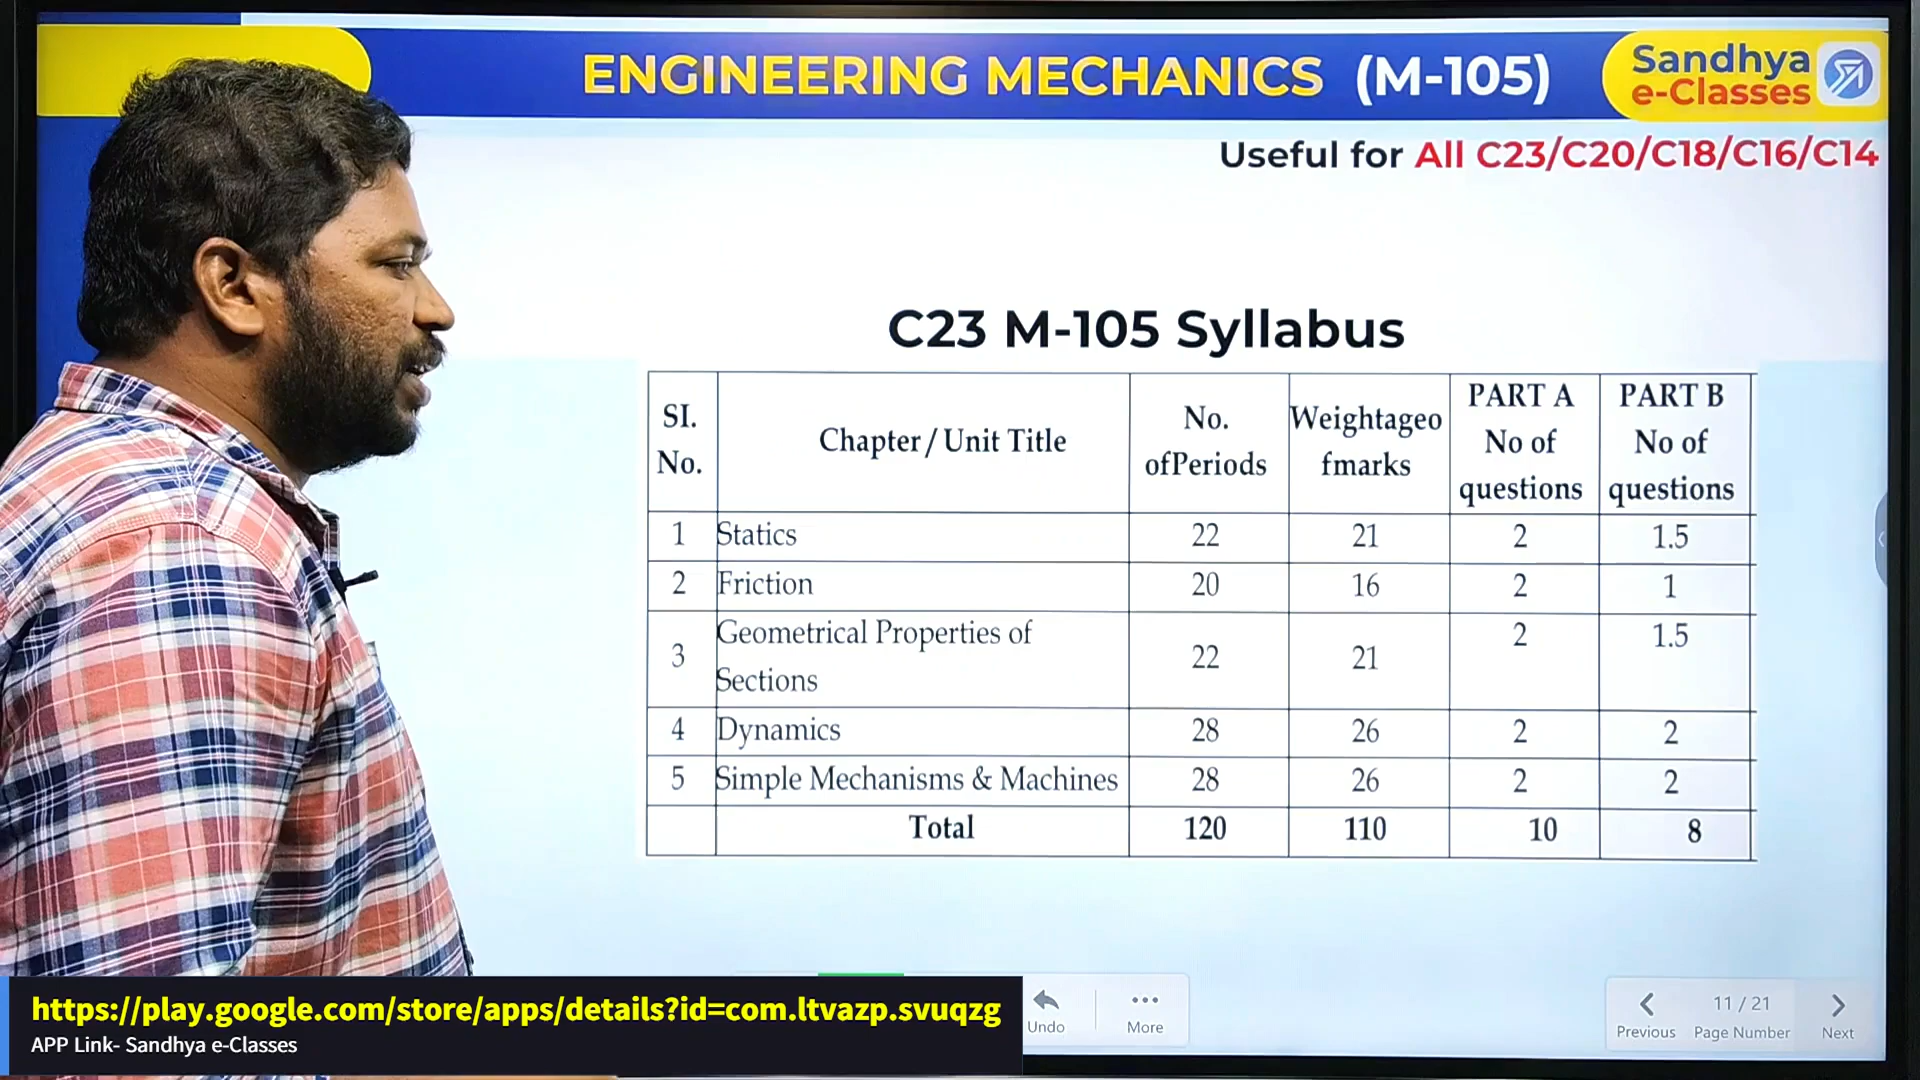 ENGINEERING MECHANICS (M-105)
Sandhya
e-Classes
Useful for All C23/C20/C18/C16/C14
C23 M-105 Syllabus
SI. No. Chapter / Unit Title No. ofPeriods Weightageo fmarks PART A No of questions PART B No of questions
1 Statics 22 21 2 1.5
2 Friction 20 16 2 1
3 Geometrical Properties of Sections 22 21 2 1.5
4 Dynamics 28 26 2 2
5 Simple Mechanisms & Machines 28 26 2 2
Total 120 110 10 8
https://play.google.com/store/apps/details?id=com.ltvazp.svuqzg
APP Link- Sandhya e-Classes
Undo
More
11 / 21
Previous Page Number Next